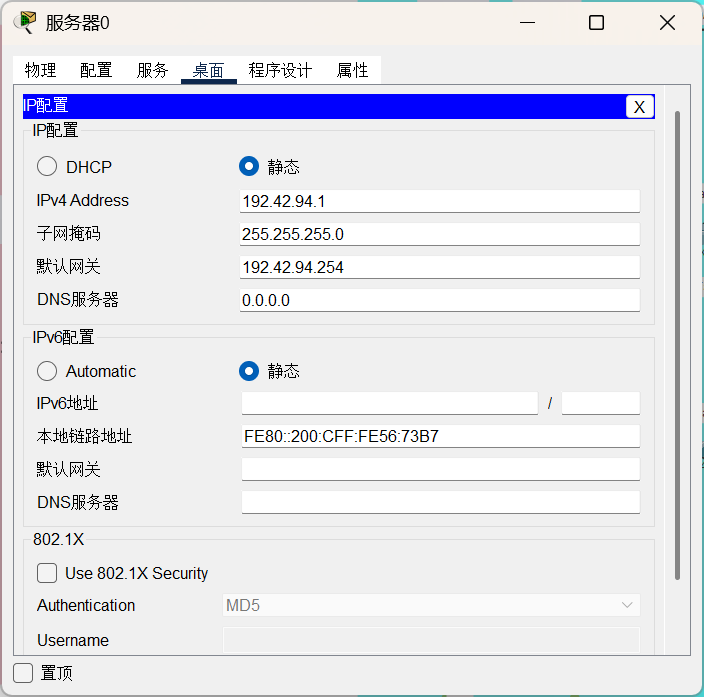 服务器0
物理 配置 服务 桌面 程序设计 属性
IP配置 X
IP配置
DHCP 静态
IPv4 Address 192.42.94.1
子网掩码 255.255.255.0
默认网关 192.42.94.254
DNS服务器 0.0.0.0
IPv6配置
Automatic 静态
IPv6地址 /
本地链路地址 FE80::200:CFF:FE56:73B7
默认网关
DNS服务器
802.1X
Use 802.1X Security
Authentication MD5
Username
置顶